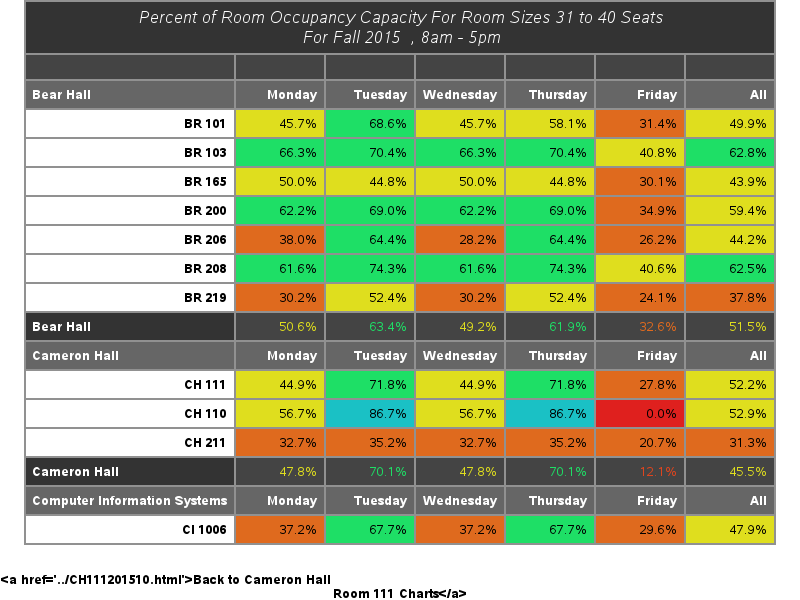 Percent of Room Occupancy Capacity For Room Sizes 31 to 40 Seats
For Fall 2015 , 8am - 5pm
Bear Hall Monday Tuesday Wednesday Thursday Friday All
BR 101 45.7% 68.6% 45.7% 58.1% 31.4% 49.9%
BR 103 66.3% 70.4% 66.3% 70.4% 40.8% 62.8%
BR 165 50.0% 44.8% 50.0% 44.8% 30.1% 43.9%
BR 200 62.2% 69.0% 62.2% 69.0% 34.9% 59.4%
BR 206 38.0% 64.4% 28.2% 64.4% 26.2% 44.2%
BR 208 61.6% 74.3% 61.6% 74.3% 40.6% 62.5%
BR 219 30.2% 52.4% 30.2% 52.4% 24.1% 37.8%
Bear Hall 50.6% 63.4% 49.2% 61.9% 32.6% 51.5%
Cameron Hall Monday Tuesday Wednesday Thursday Friday All
CH 111 44.9% 71.8% 44.9% 71.8% 27.8% 52.2%
CH 110 56.7% 86.7% 56.7% 86.7% 0.0% 52.9%
CH 211 32.7% 35.2% 32.7% 35.2% 20.7% 31.3%
Cameron Hall 47.8% 70.1% 47.8% 70.1% 12.1% 45.5%
Computer Information Systems Monday Tuesday Wednesday Thursday Friday All
CI 1006 37.2% 67.7% 37.2% 67.7% 29.6% 47.9%
<a href='../CH111201510.html'>Back to Cameron Hall
Room 111 Charts</a>